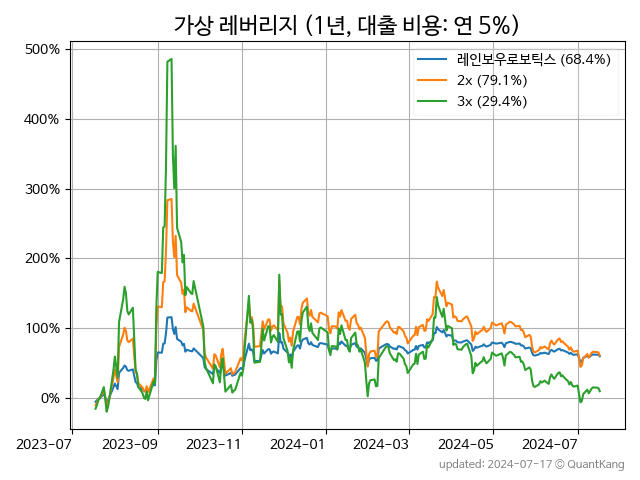 가상 레버리지 (1년, 대출 비용: 연 5%)
500%
400%
300%
200%
100%
0%
레인보우로보틱스 (68.4%)
2x (79.1%)
3x (29.4%)
2023-07
2023-09
2023-11
2024-01
2024-03
2024-05
2024-07
updated: 2024-07-17 ⓒ QuantKang